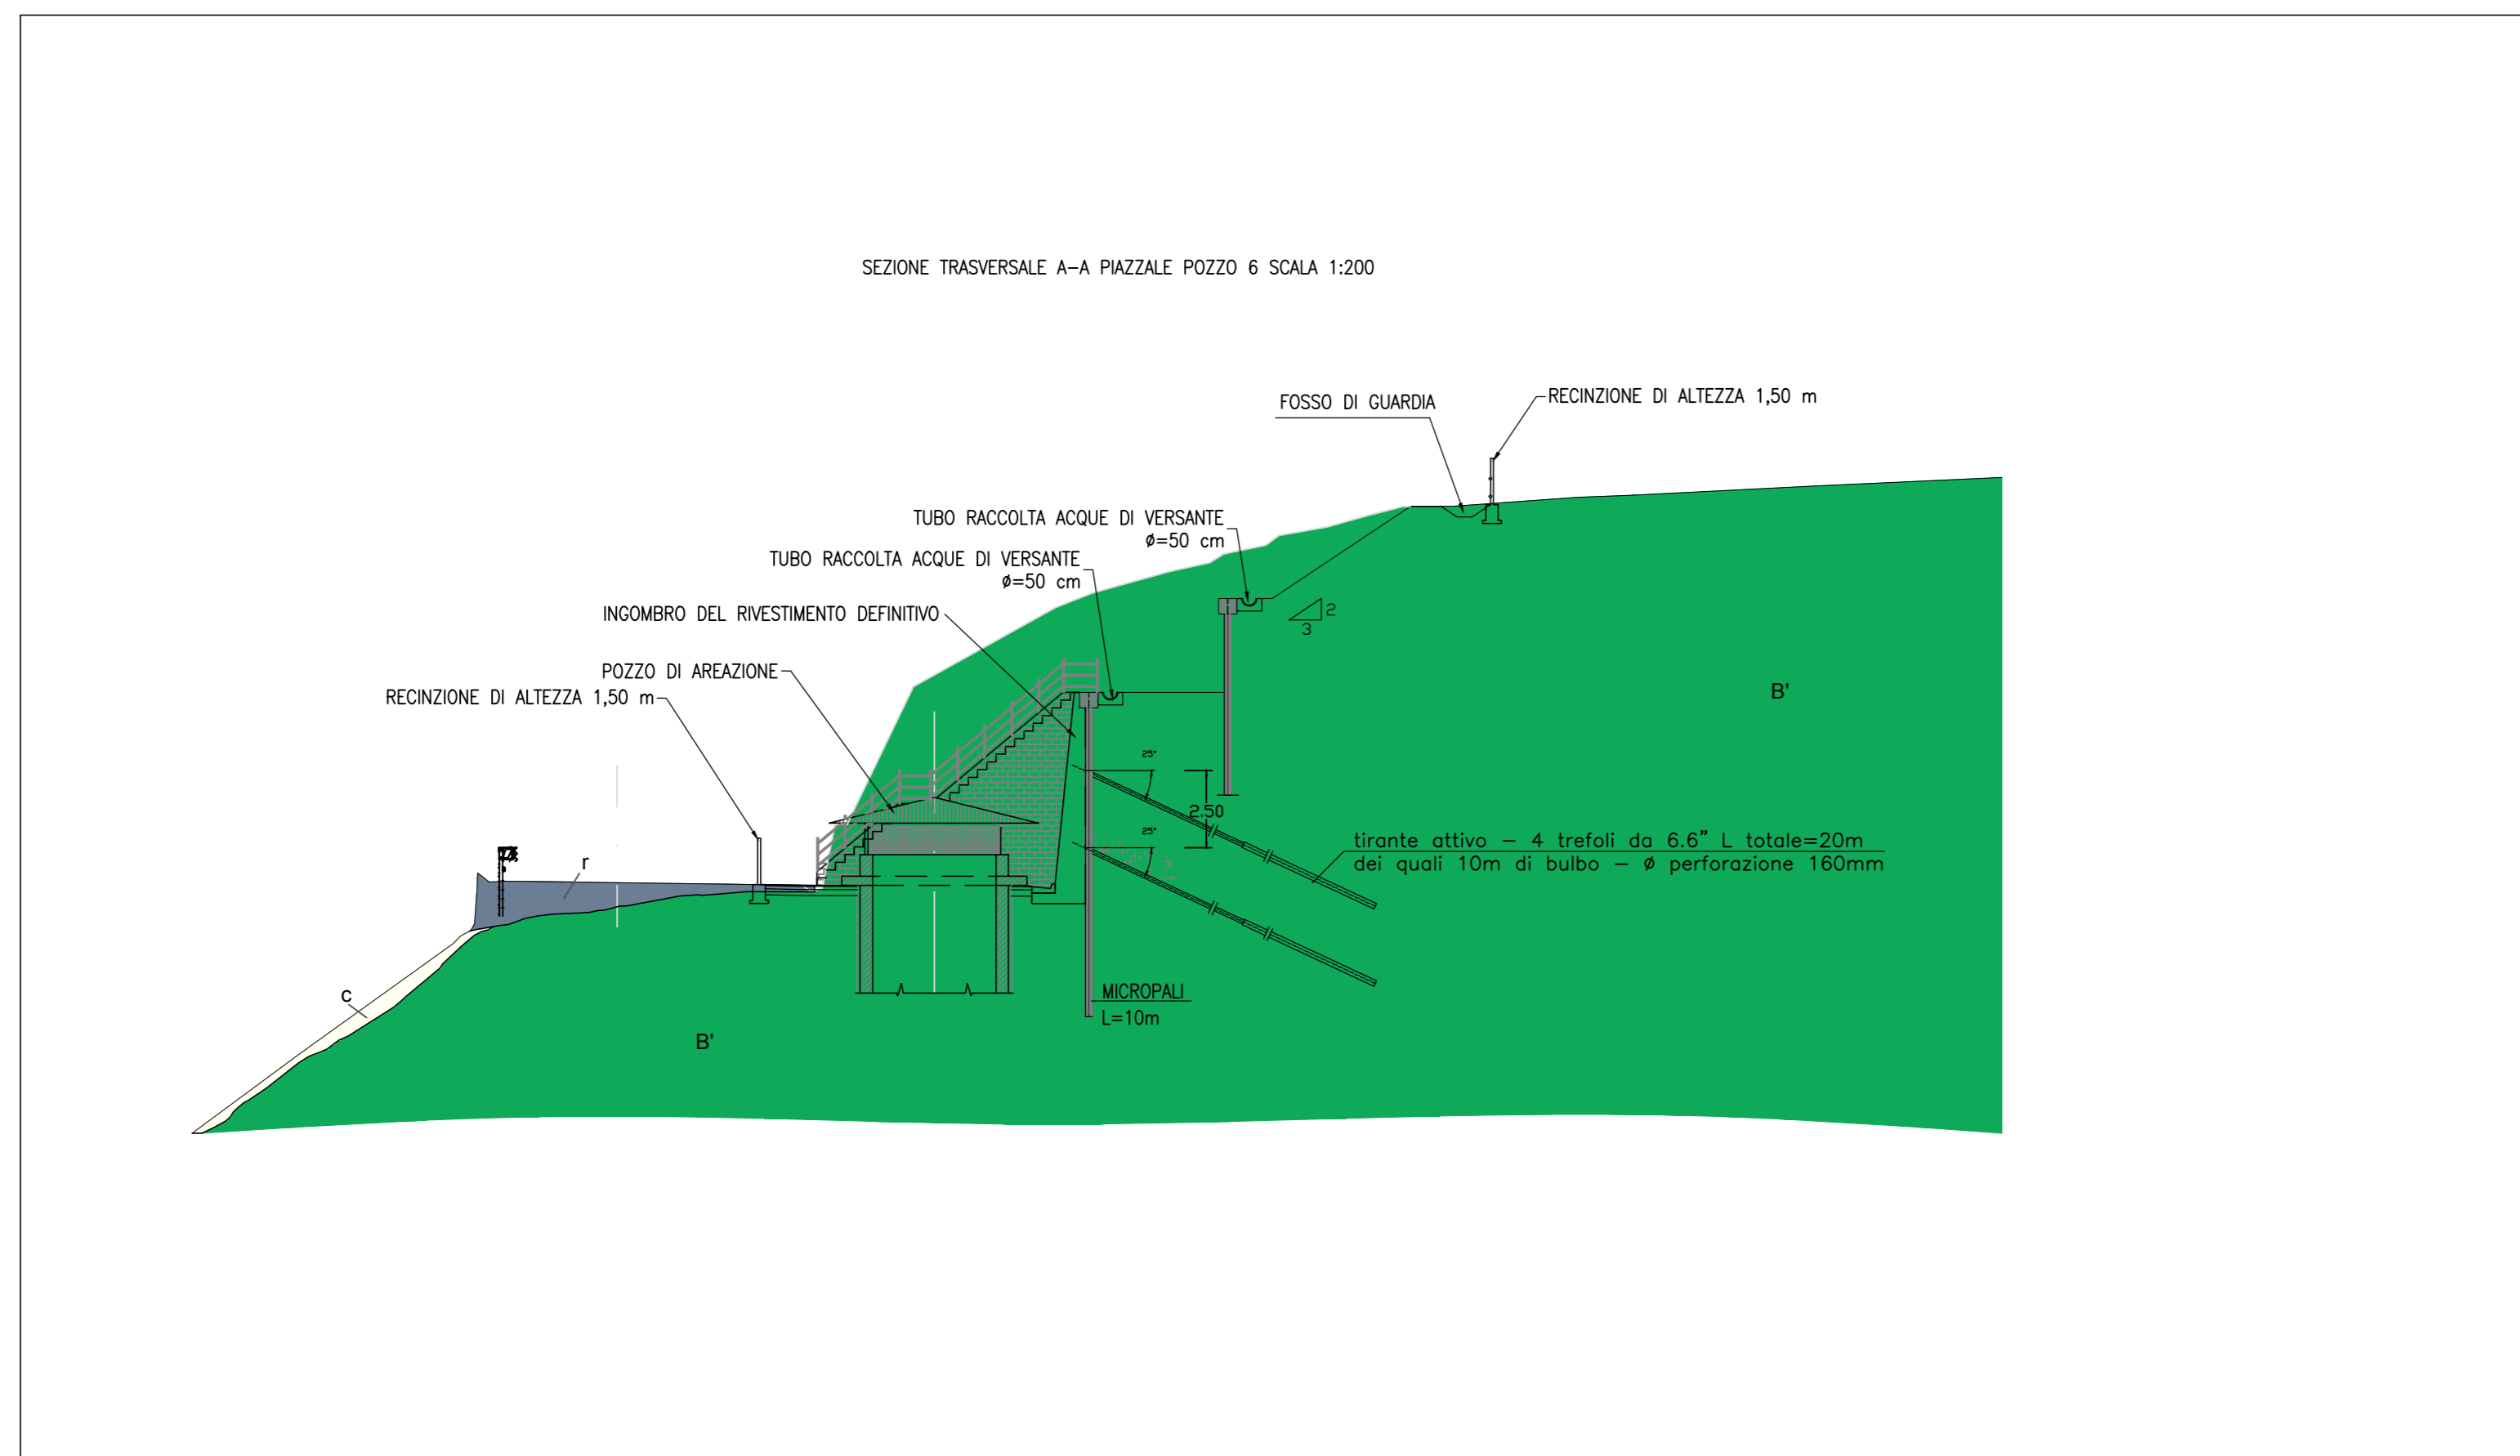 SEZIONE TRASVERSALE A-A PIAZZALE POZZO 6 SCALA 1:200
RECINZIONE DI ALTEZZA 1,50 m
FOSSO DI GUARDIA
TUBO RACCOLTA ACQUE DI VERSANTE
ø=50 cm
TUBO RACCOLTA ACQUE DI VERSANTE
ø=50 cm
INGOMBRO DEL RIVESTIMENTO DEFINITIVO
2
3
POZZO DI AREAZIONE
RECINZIONE DI ALTEZZA 1,50 m
B'
25°
2.50
25°
tirante attivo – 4 trefoli da 6.6" L totale=20m
dei quali 10m di bulbo – ø perforazione 160mm
r
c
MICROPALI
L=10m
B'